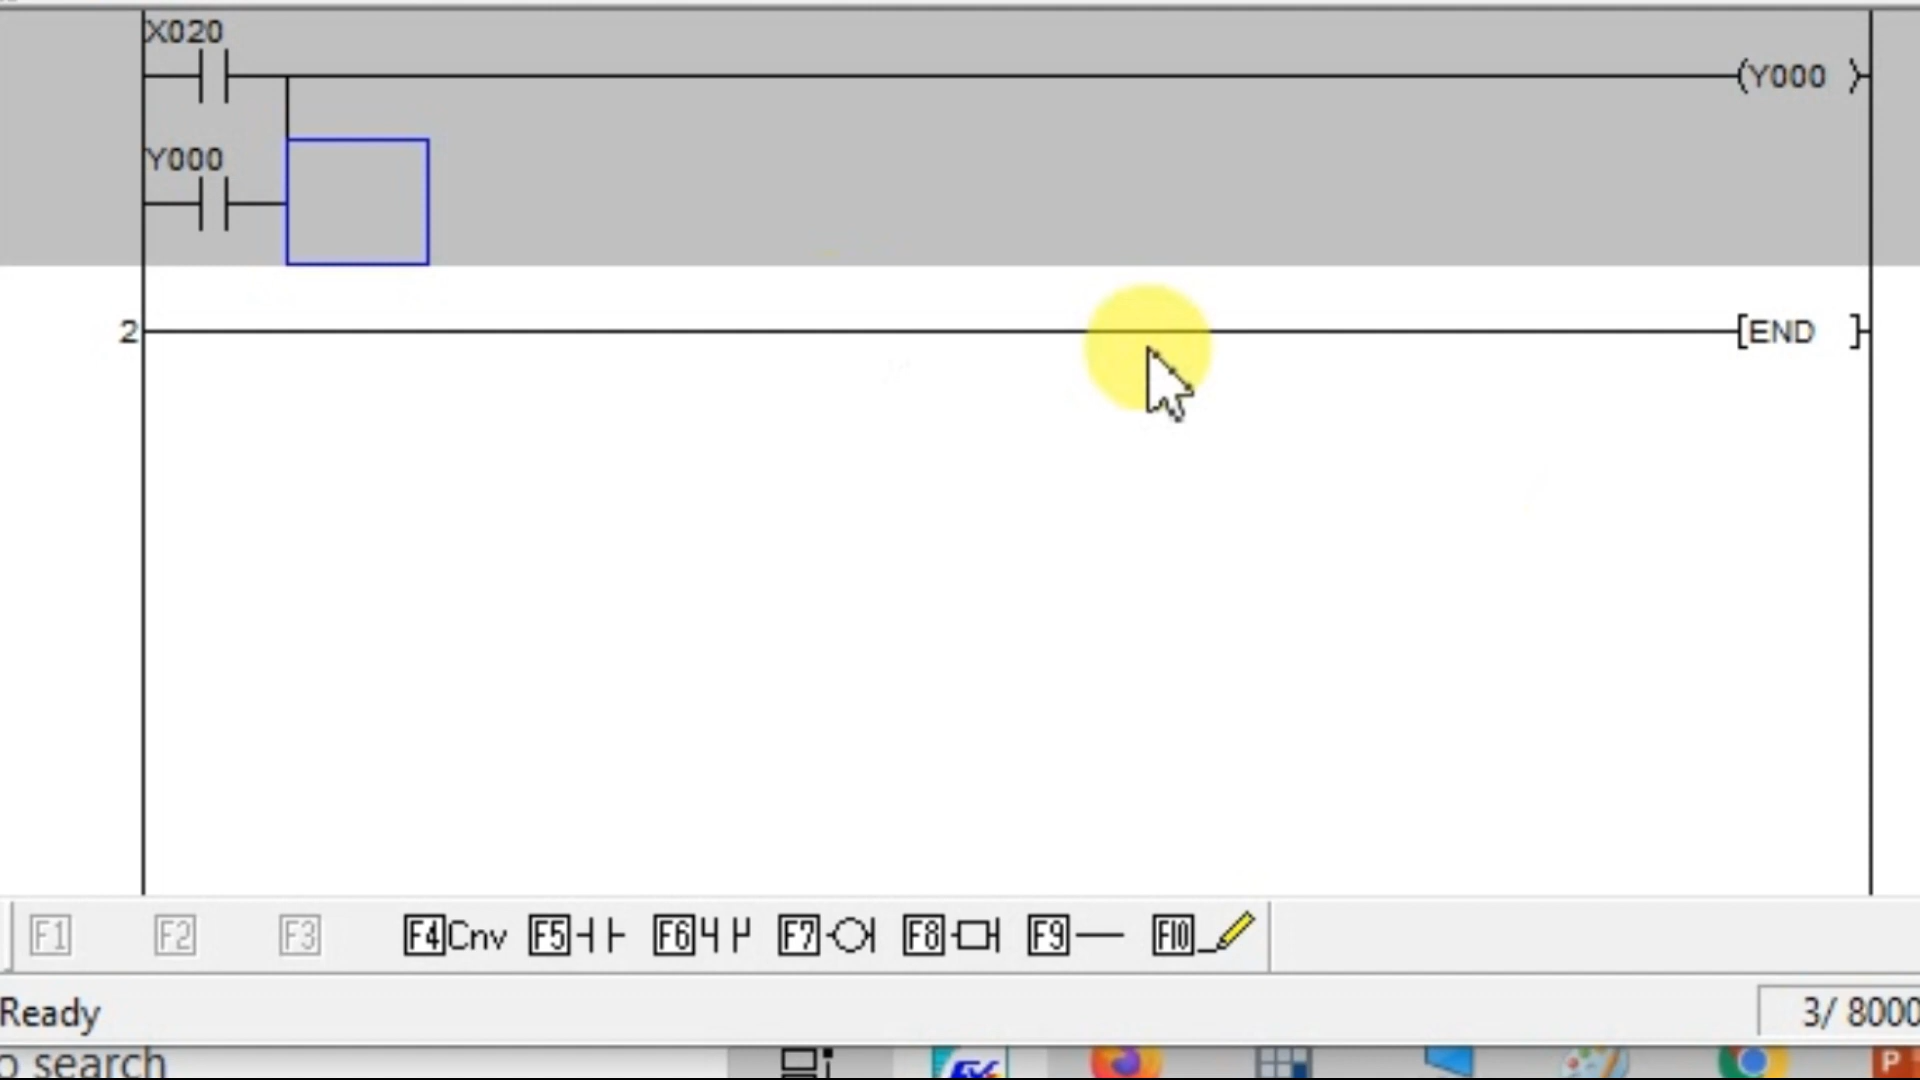 X020
(Y000 )
Y000
2 [END ]
F1 F2 F3 F4Cnv F5 F6 F7 F8 F9 F10
Ready 3/ 8000
o search
P